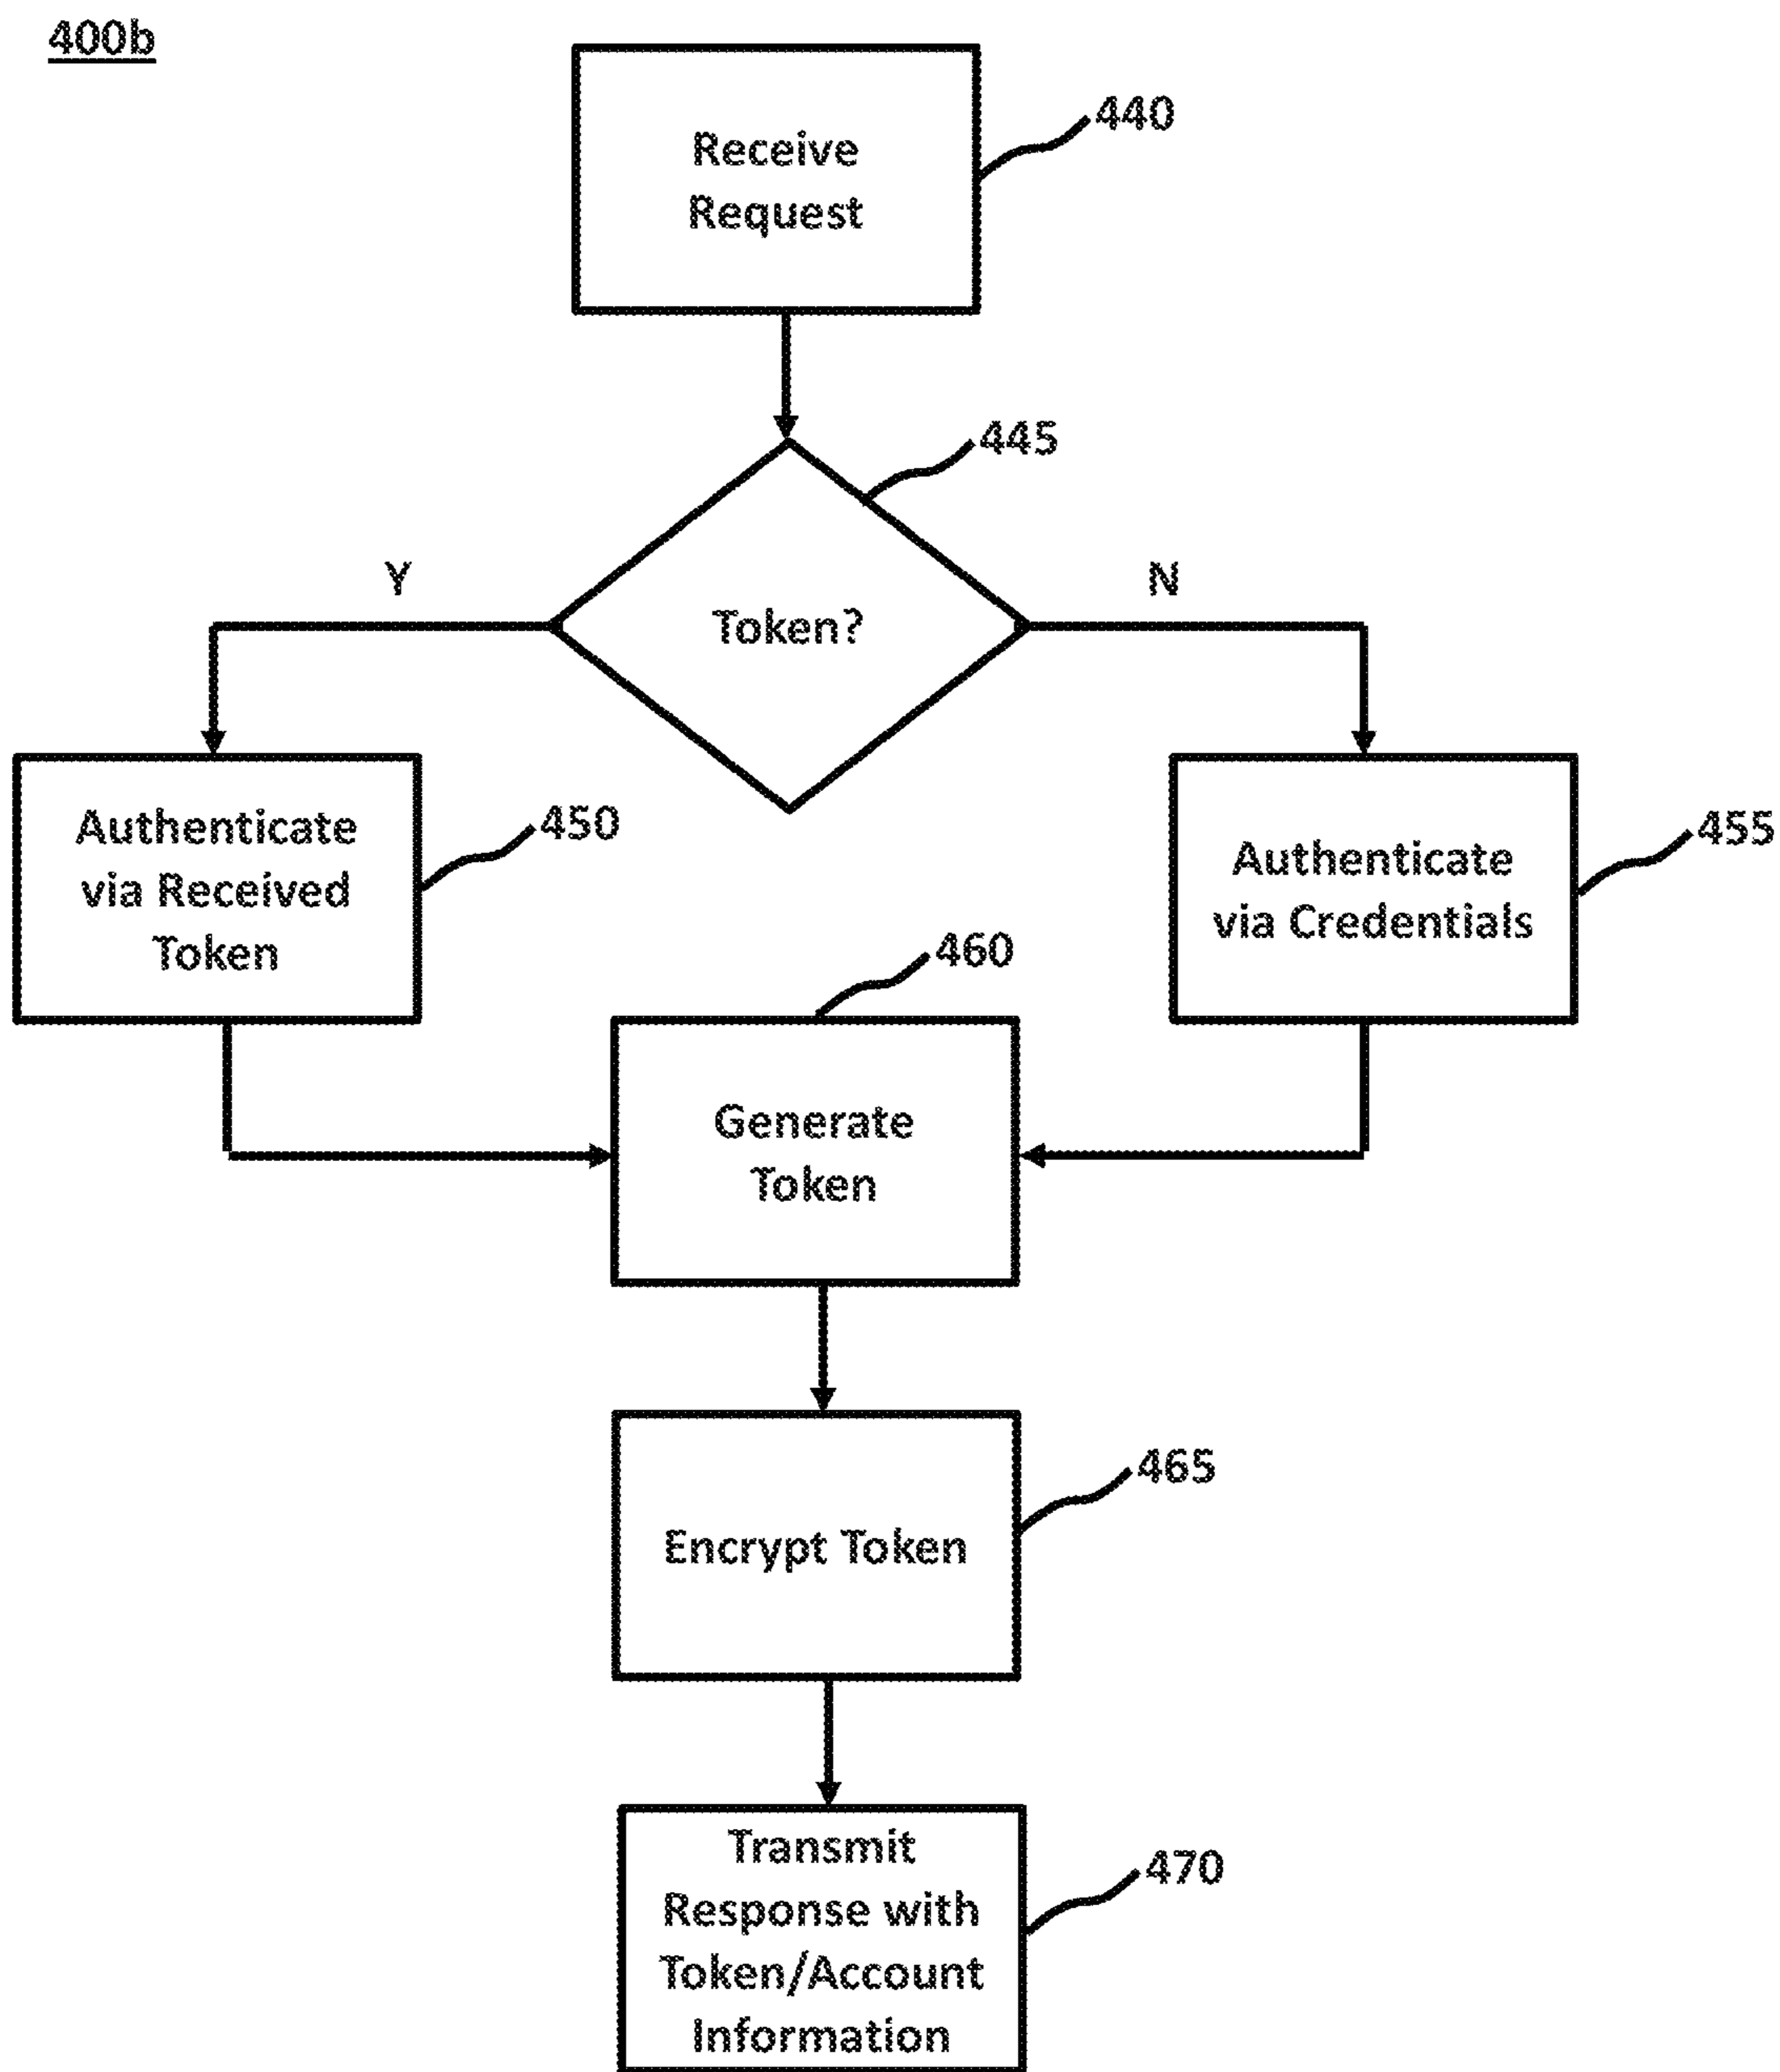 400b
Receive
Request
440
445
Token?
Y
N
Authenticate
via Received
Token
450
Authenticate
via Credentials
455
460
Generate
Token
Encrypt Token
465
Transmit
Response with
Token/Account
Information
470